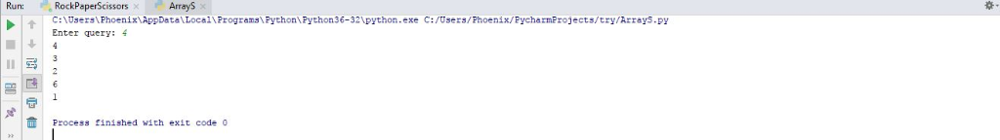 Run: RockPaperScissors ArrayS
C:\Users\Phoenix\AppData\Local\Programs\Python\Python36-32\python.exe C:/Users/Phoenix/PycharmProjects/try/ArrayS.py
Enter query: 4
4
3
2
6
1
Process finished with exit code 0